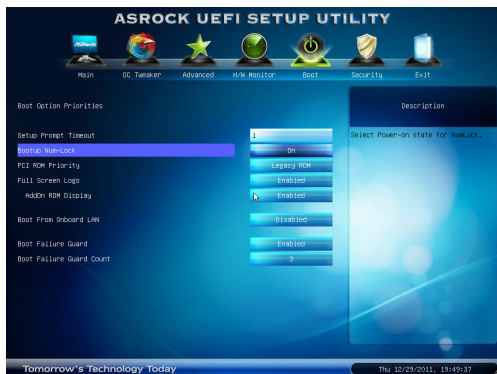 ASROCK UEFI SETUP UTILITY
ASRock
Main OC Tweaker Advanced H/W Monitor Boot Security Exit
Boot Option Priorities
Description
Setup Prompt Timeout 1
Select Power-on state for NumLock.
Bootup Num-Lock On
PCI ROM Priority Legacy ROM
Full Screen Logo Enabled
AddOn ROM Display Enabled
Boot From Onboard LAN Disabled
Boot Failure Guard Enabled
Boot Failure Guard Count 3
Tomorrow's Technology Today
Thu 12/29/2011, 19:49:37